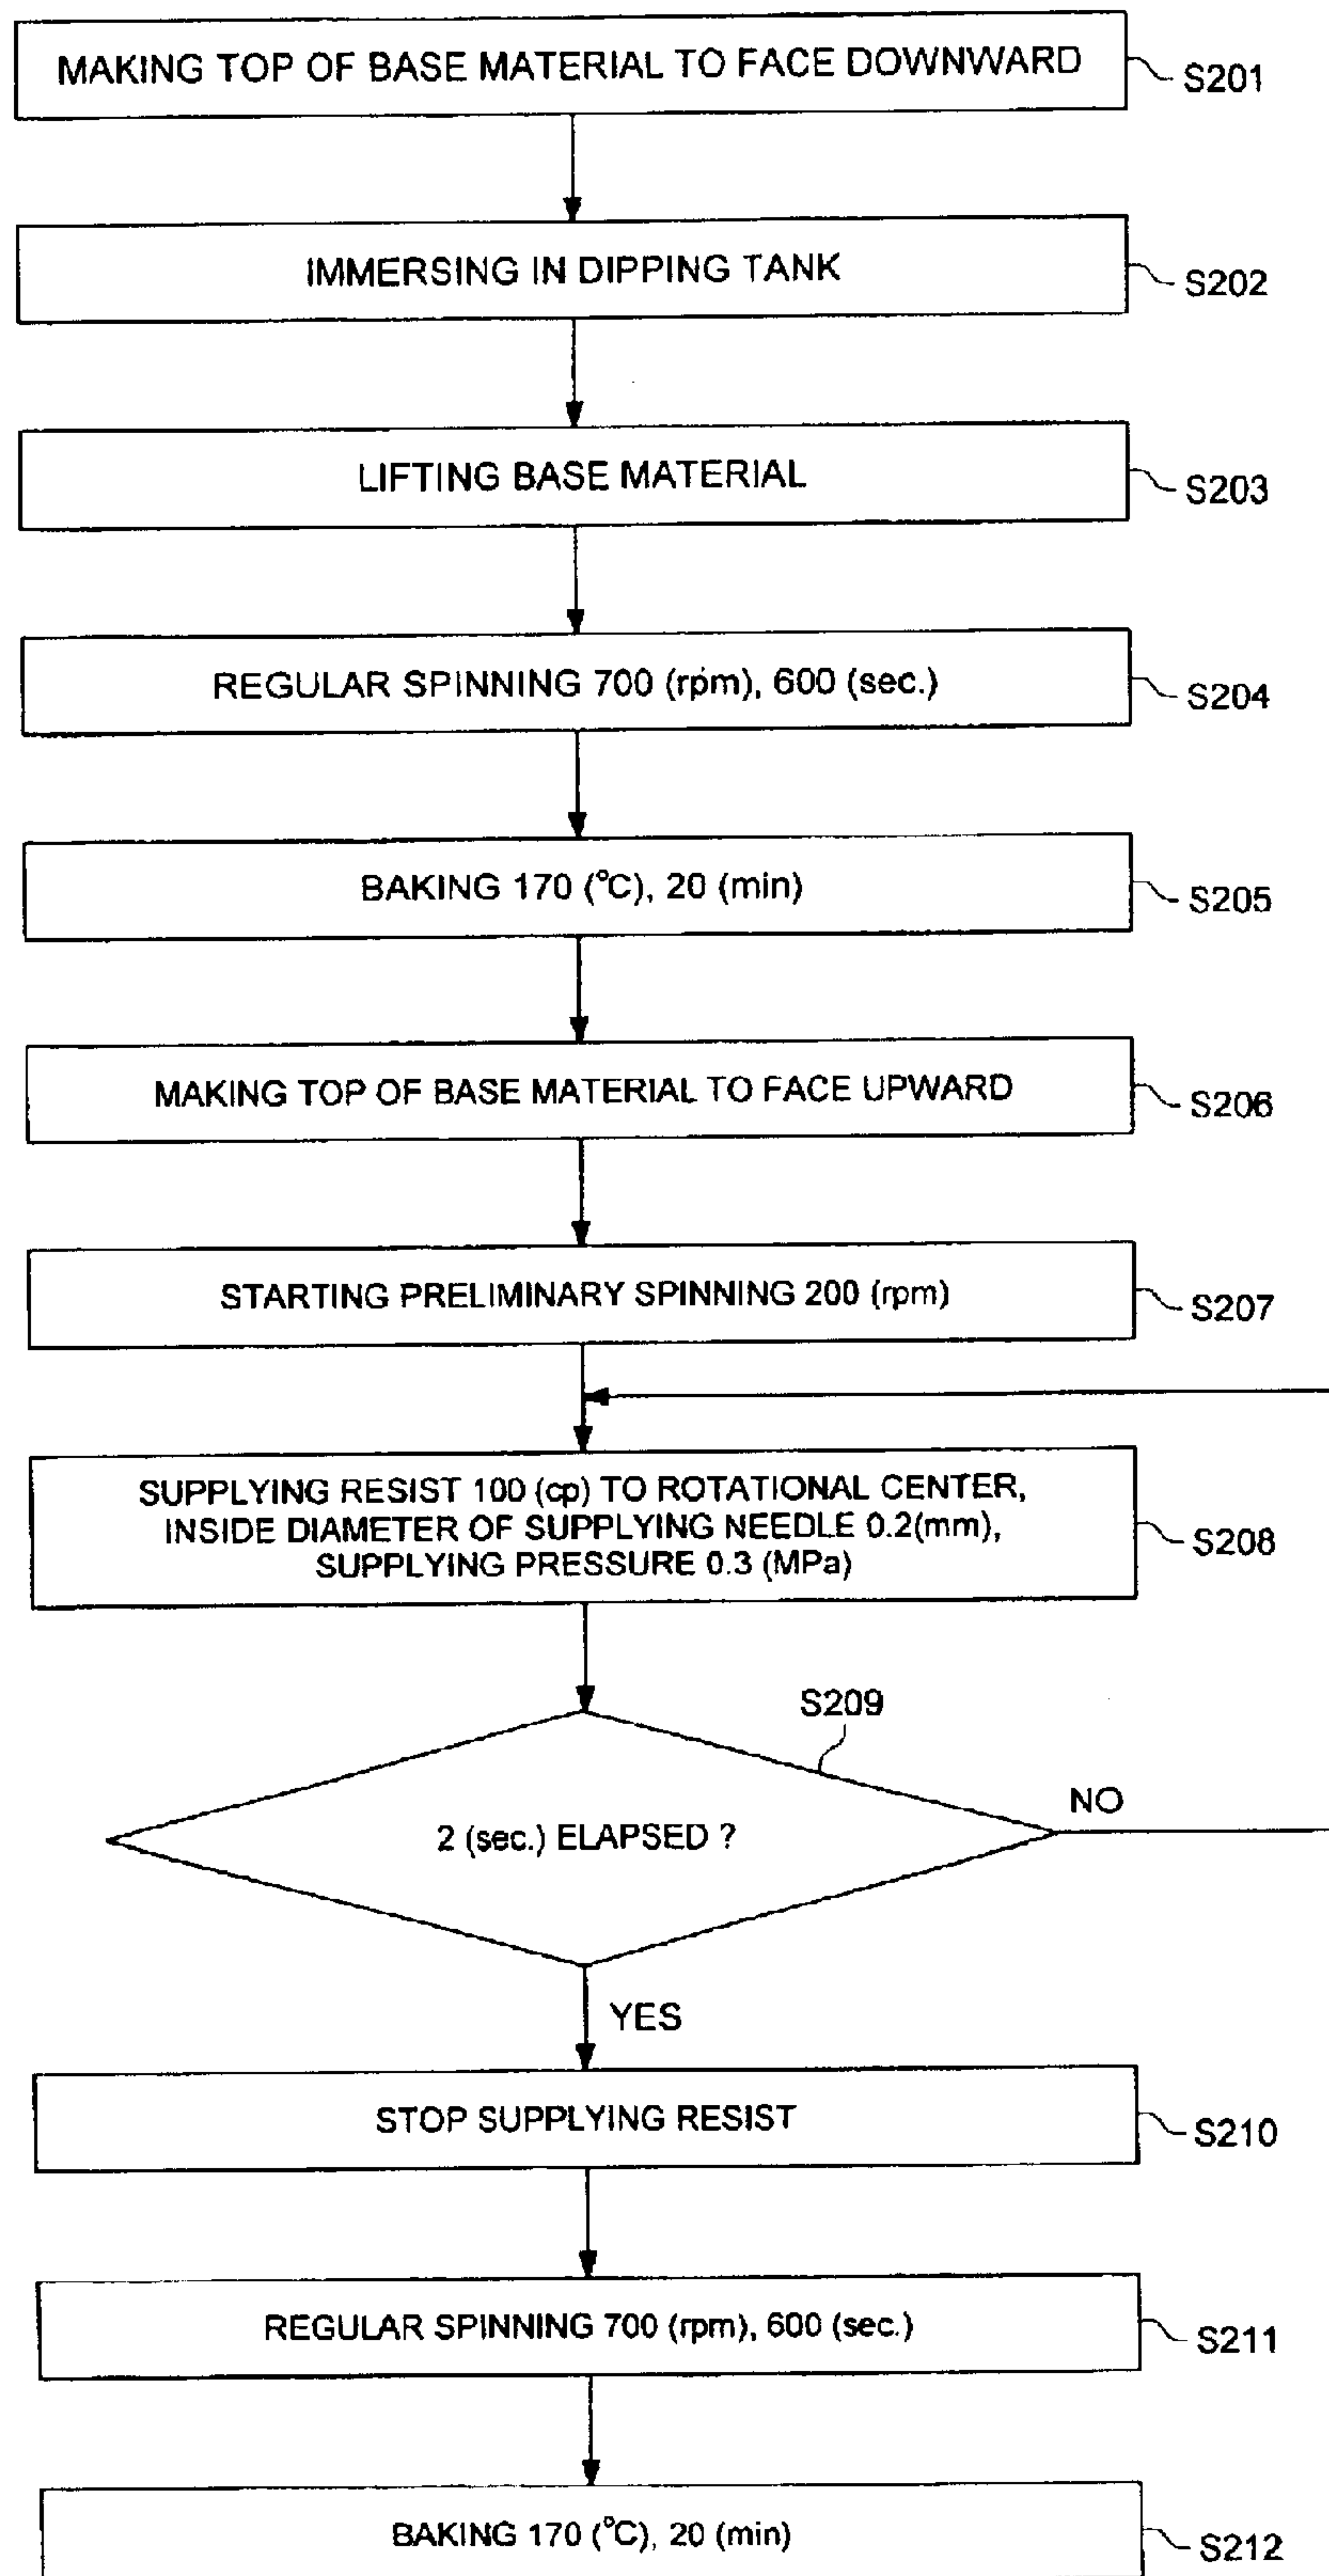 MAKING TOP OF BASE MATERIAL TO FACE DOWNWARD
S201
IMMERSING IN DIPPING TANK
S202
LIFTING BASE MATERIAL
S203
REGULAR SPINNING 700 (rpm), 600 (sec.)
S204
BAKING 170 (°C), 20 (min)
S205
MAKING TOP OF BASE MATERIAL TO FACE UPWARD
S206
STARTING PRELIMINARY SPINNING 200 (rpm)
S207
SUPPLYING RESIST 100 (cp) TO ROTATIONAL CENTER,
INSIDE DIAMETER OF SUPPLYING NEEDLE 0.2(mm),
SUPPLYING PRESSURE 0.3 (MPa)
S208
S209
2 (sec.) ELAPSED ?
NO
YES
STOP SUPPLYING RESIST
S210
REGULAR SPINNING 700 (rpm), 600 (sec.)
S211
BAKING 170 (°C), 20 (min)
S212